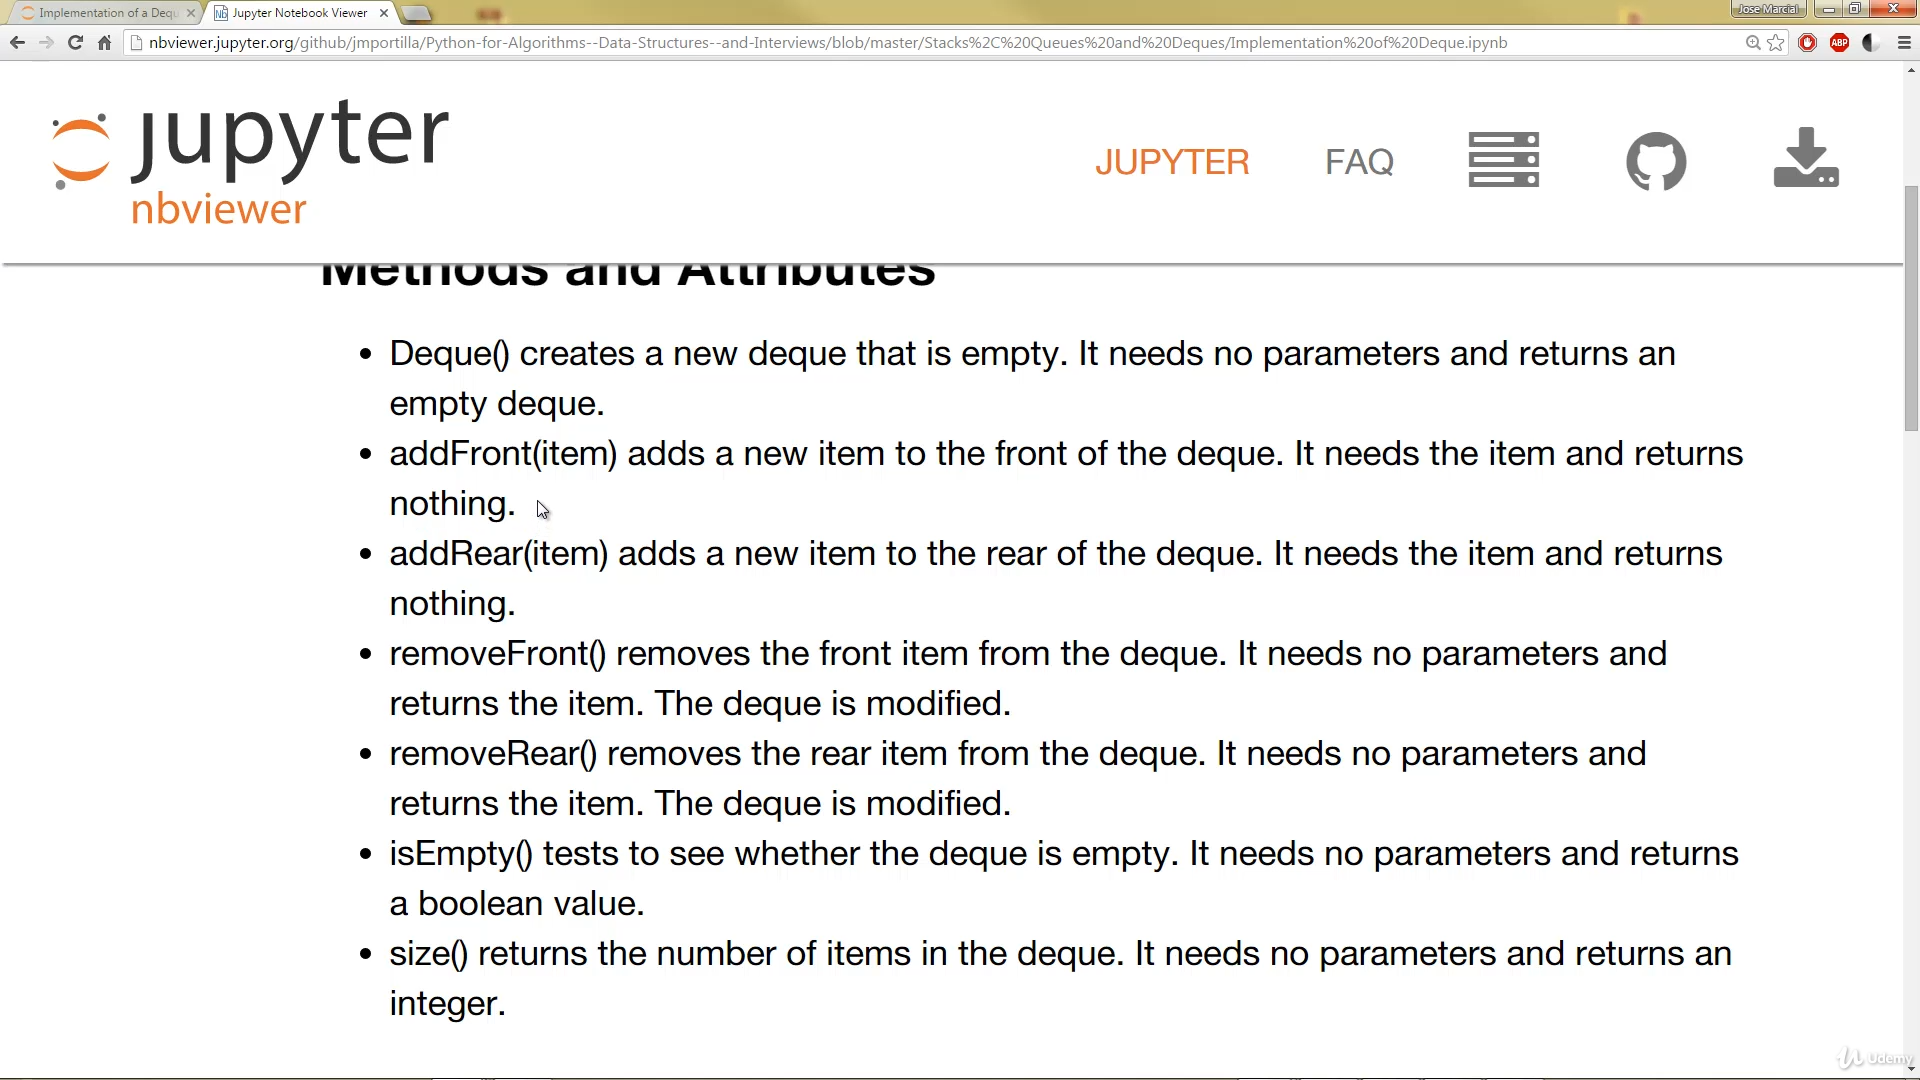 Implementation of a Dequ
Jupyter Notebook Viewer
Jose Marcial
nbviewer.jupyter.org/github/jmportilla/Python-for-Algorithms--Data-Structures--and-Interviews/blob/master/Stacks%2C%20Queues%20and%20Deques/Implementation%20of%20Deque.ipynb
ABP
jupyter
nbviewer
JUPYTER
FAQ
Methods and Attributes
• Deque() creates a new deque that is empty. It needs no parameters and returns an
empty deque.
• addFront(item) adds a new item to the front of the deque. It needs the item and returns
nothing.
• addRear(item) adds a new item to the rear of the deque. It needs the item and returns
nothing.
• removeFront() removes the front item from the deque. It needs no parameters and
returns the item. The deque is modified.
• removeRear() removes the rear item from the deque. It needs no parameters and
returns the item. The deque is modified.
• isEmpty() tests to see whether the deque is empty. It needs no parameters and returns
a boolean value.
• size() returns the number of items in the deque. It needs no parameters and returns an
integer.
Udemy